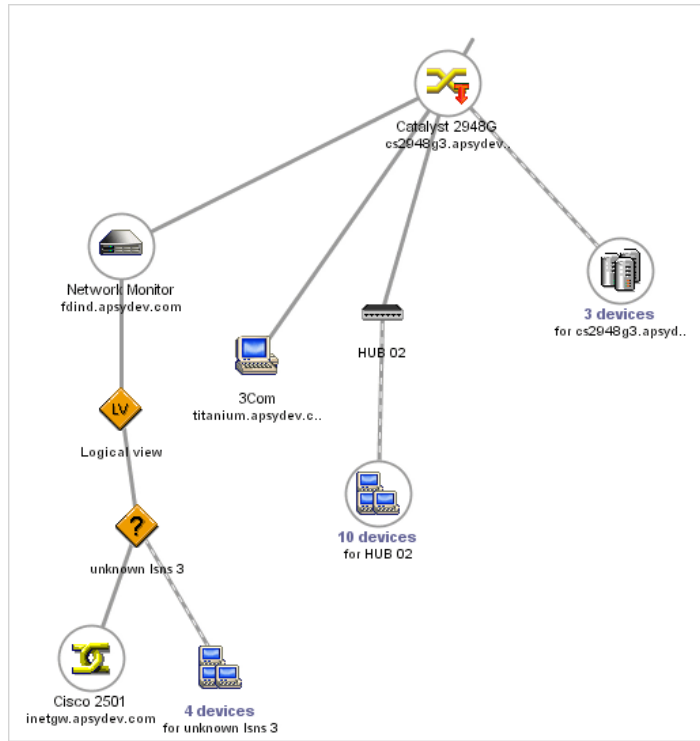 Catalyst 2948G
cs2948g3.apsydev..
Network Monitor
fdind.apsydev.com
3 devices
for cs2948g3.apsyd..
HUB 02
3Com
titanium.apsydev.c..
LV
Logical view
?
unknown lsns 3
10 devices
for HUB 02
Cisco 2501
inetgw.apsydev.com
4 devices
for unknown lsns 3